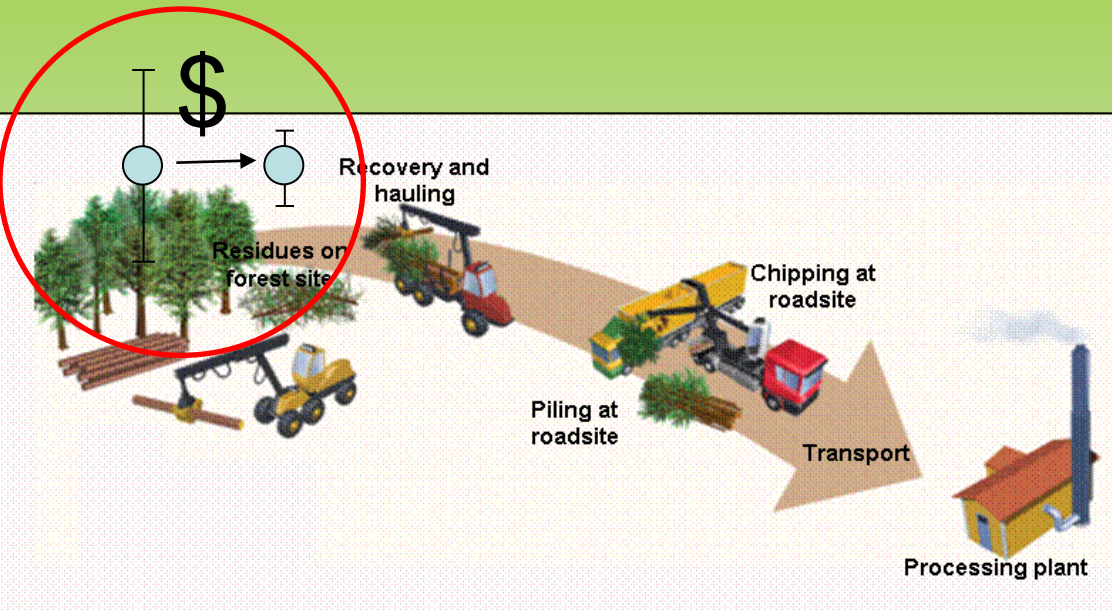 $
Recovery and
hauling
Residues on
forest site
Chipping at
roadsite
Piling at
roadsite
Transport
Processing plant